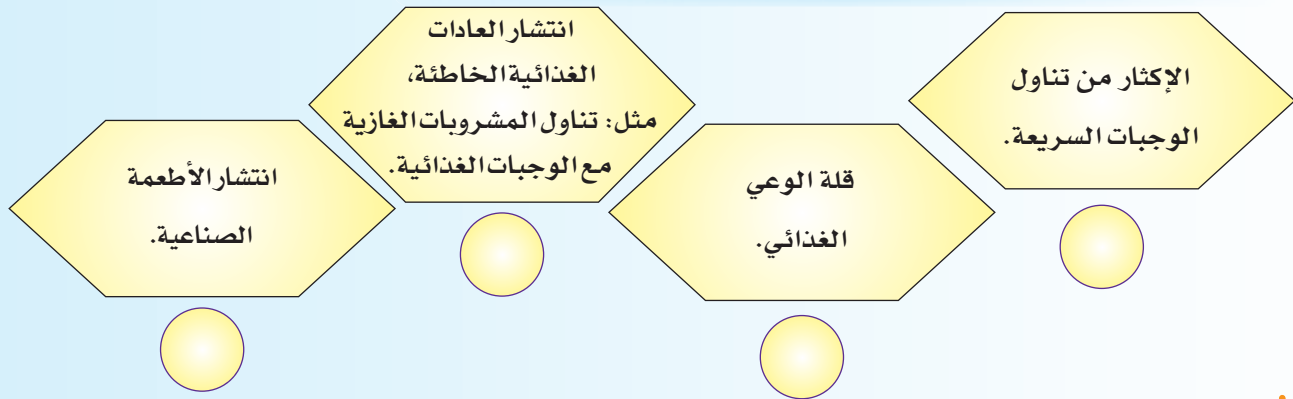 الإكثار من تناول
الوجبات السريعة.
قلة الوعي
الغذائي.
انتشار العادات
الغذائية الخاطئة،
مثل: تناول المشروبات الغازية
مع الوجبات الغذائية.
انتشار الأطعمة
الصناعية.